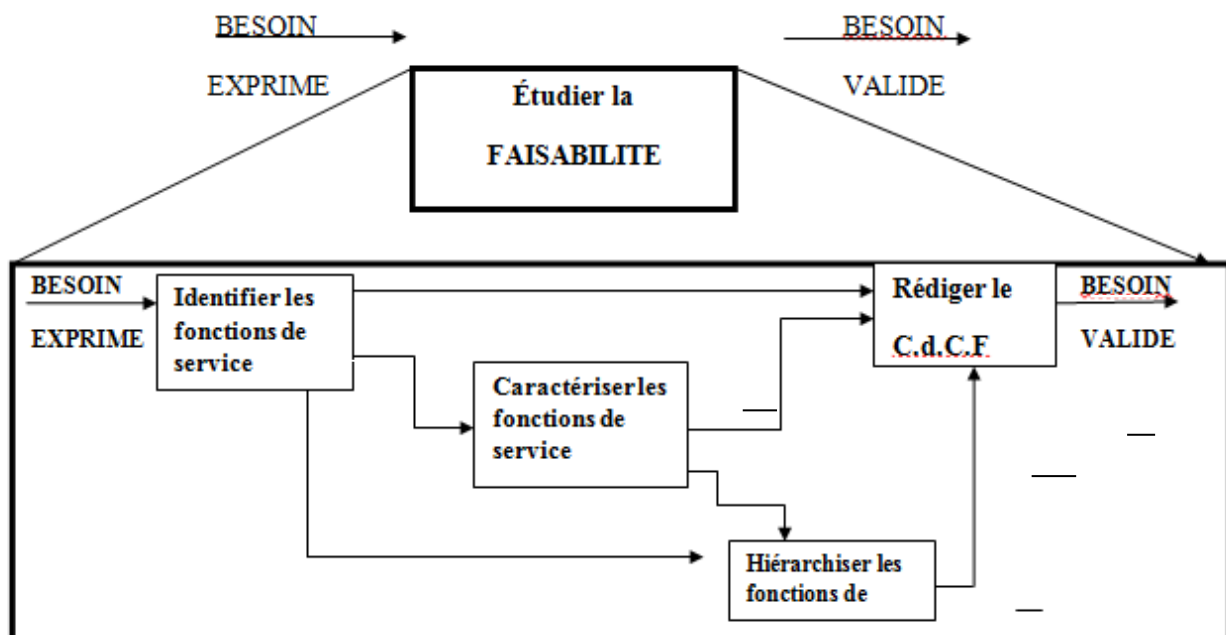 BESOIN
EXPRIME
BESOIN
VALIDE
Étudier la
FAISABILITE
BESOIN
EXPRIME
Identifier les
fonctions de
service
Caractériser les
fonctions de
service
Hiérarchiser les
fonctions de
Rédiger le
C.d.C.F
BESOIN
VALIDE